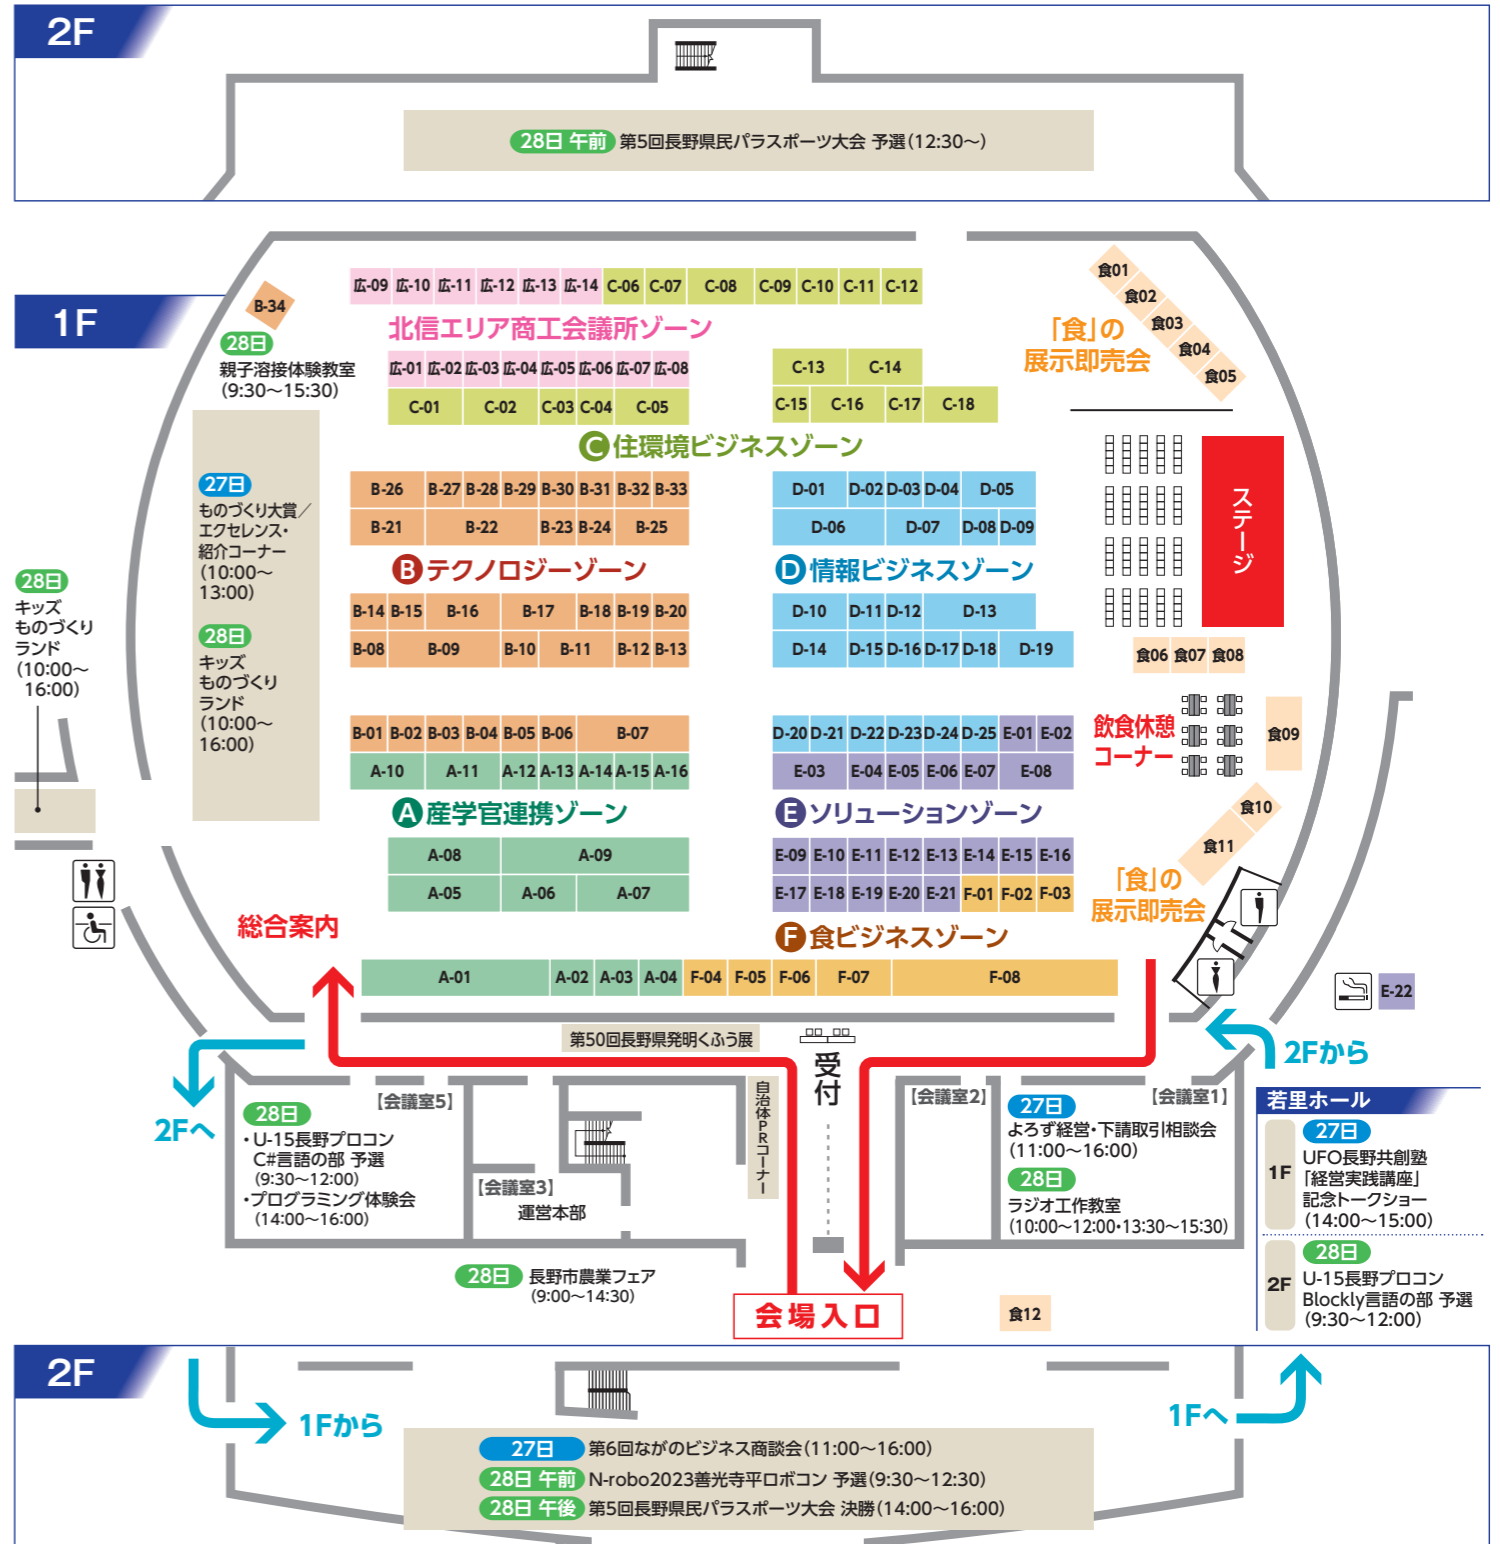 2F
28日 午前 第5回長野県民パラスポーツ大会 予選(12:30～)
1F
B-34
28日
親子溶接体験教室
(9:30～15:30)
広-09 広-10 広-11 広-12 広-13 広-14 C-06 C-07 C-08 C-09 C-10 C-11 C-12
北信エリア商工会議所ゾーン
広-01 広-02 広-03 広-04 広-05 広-06 広-07 広-08
C-01 C-02 C-03 C-04 C-05
C-13 C-14
C-15 C-16 C-17 C-18
C 住環境ビジネスゾーン
食01
食02
食03
食04
食05
「食」の
展示即売会
27日
ものづくり大賞／
エクセレンス・
紹介コーナー
(10:00～
13:00)
28日
キッズ
ものづくり
ランド
(10:00～
16:00)
28日
キッズ
ものづくり
ランド
(10:00～
16:00)
B-26 B-27 B-28 B-29 B-30 B-31 B-32 B-33
B-21 B-22 B-23 B-24 B-25
B テクノロジーゾーン
B-14 B-15 B-16 B-17 B-18 B-19 B-20
B-08 B-09 B-10 B-11 B-12 B-13
D-01 D-02 D-03 D-04 D-05
D-06 D-07 D-08 D-09
D 情報ビジネスゾーン
D-10 D-11 D-12 D-13
D-14 D-15 D-16 D-17 D-18 D-19
ステージ
食06 食07 食08
飲食休憩
コーナー
食09
食10
食11
「食」の
展示即売会
B-01 B-02 B-03 B-04 B-05 B-06 B-07
A-10 A-11 A-12 A-13 A-14 A-15 A-16
A 産学官連携ゾーン
A-08 A-09
A-05 A-06 A-07
D-20 D-21 D-22 D-23 D-24 D-25 E-01 E-02
E-03 E-04 E-05 E-06 E-07 E-08
E ソリューションゾーン
E-09 E-10 E-11 E-12 E-13 E-14 E-15 E-16
E-17 E-18 E-19 E-20 E-21 F-01 F-02 F-03
F 食ビジネスゾーン
総合案内
A-01 A-02 A-03 A-04 F-04 F-05 F-06 F-07 F-08
E-22
第50回長野県発明くふう展
受付
自治体PRコーナー
2Fへ
2Fから
【会議室5】
28日
・U-15長野プロコン
C#言語の部 予選
(9:30～12:00)
・プログラミング体験会
(14:00～16:00)
【会議室3】
運営本部
【会議室2】
【会議室1】
27日
よろず経営・下請取引相談会
(11:00～16:00)
28日
ラジオ工作教室
(10:00～12:00・13:30～15:30)
若里ホール
1F
27日
UFO長野共創塾
「経営実践講座」
記念トークショー
(14:00～15:00)
2F
28日
U-15長野プロコン
Blockly言語の部 予選
(9:30～12:00)
28日 長野市農業フェア
(9:00～14:30)
会場入口
食12
2F
1Fから
1Fへ
27日 第6回ながのビジネス商談会(11:00～16:00)
28日 午前 N-robo2023善光寺平ロボコン 予選(9:30～12:30)
28日 午後 第5回長野県民パラスポーツ大会 決勝(14:00～16:00)